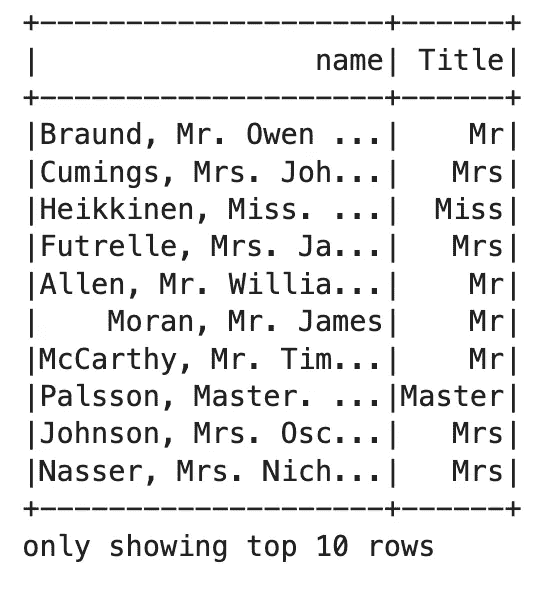 +--------------------+------+
|                name| Title|
+--------------------+------+
|Braund, Mr. Owen ...|    Mr|
|Cumings, Mrs. Joh...|   Mrs|
|Heikkinen, Miss. ...|  Miss|
|Futrelle, Mrs. Ja...|   Mrs|
|Allen, Mr. Willia...|    Mr|
|    Moran, Mr. James|    Mr|
|McCarthy, Mr. Tim...|    Mr|
|Palsson, Master. ...|Master|
|Johnson, Mrs. Osc...|   Mrs|
|Nasser, Mrs. Nich...|   Mrs|
+--------------------+------+
only showing top 10 rows